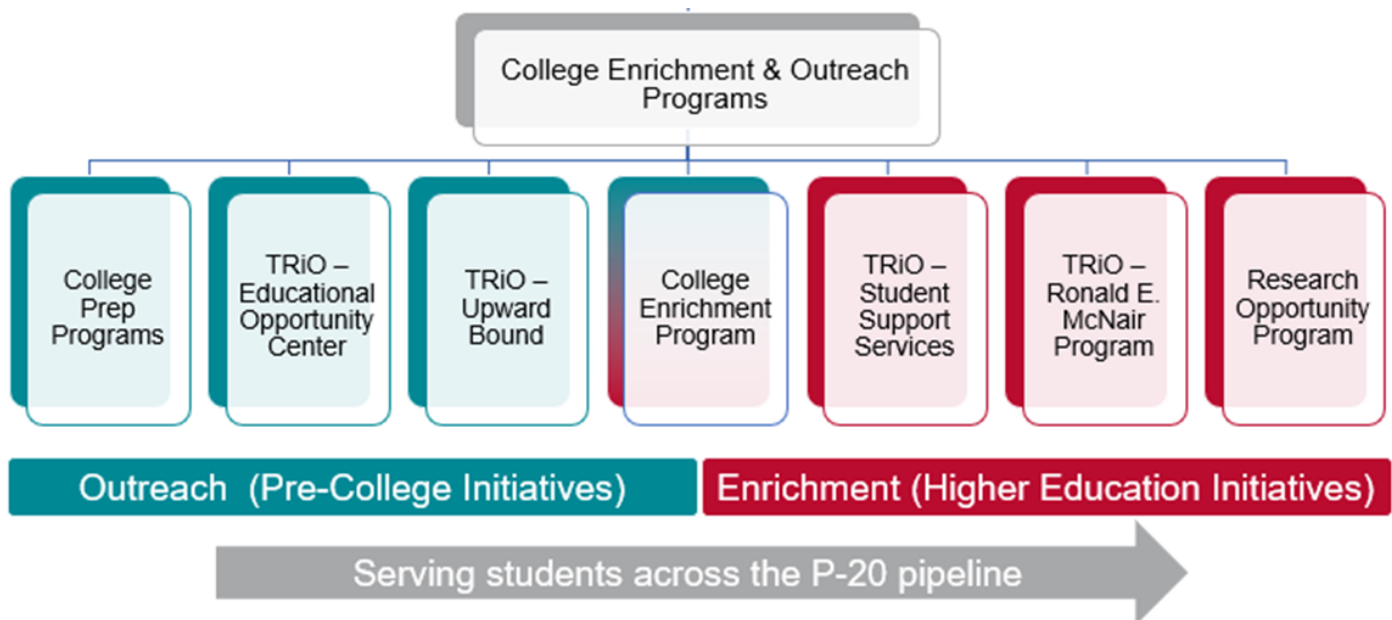 College Enrichment & Outreach
Programs
College
Prep
Programs
TRiO –
Educational
Opportunity
Center
TRiO –
Upward
Bound
College
Enrichment
Program
TRiO –
Student
Support
Services
TRiO –
Ronald E.
McNair
Program
Research
Opportunity
Program
Outreach (Pre-College Initiatives)
Enrichment (Higher Education Initiatives)
Serving students across the P-20 pipeline